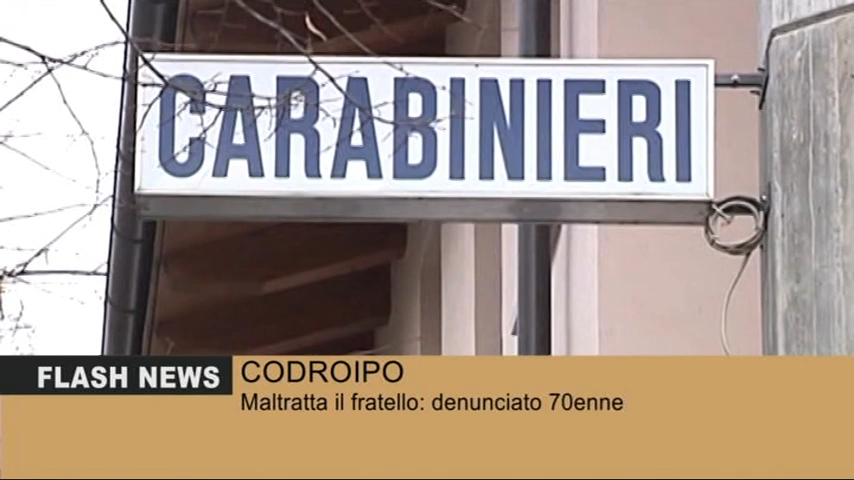 CARABINIERI
FLASH NEWS
CODROIPO
Maltratta il fratello: denunciato 70enne